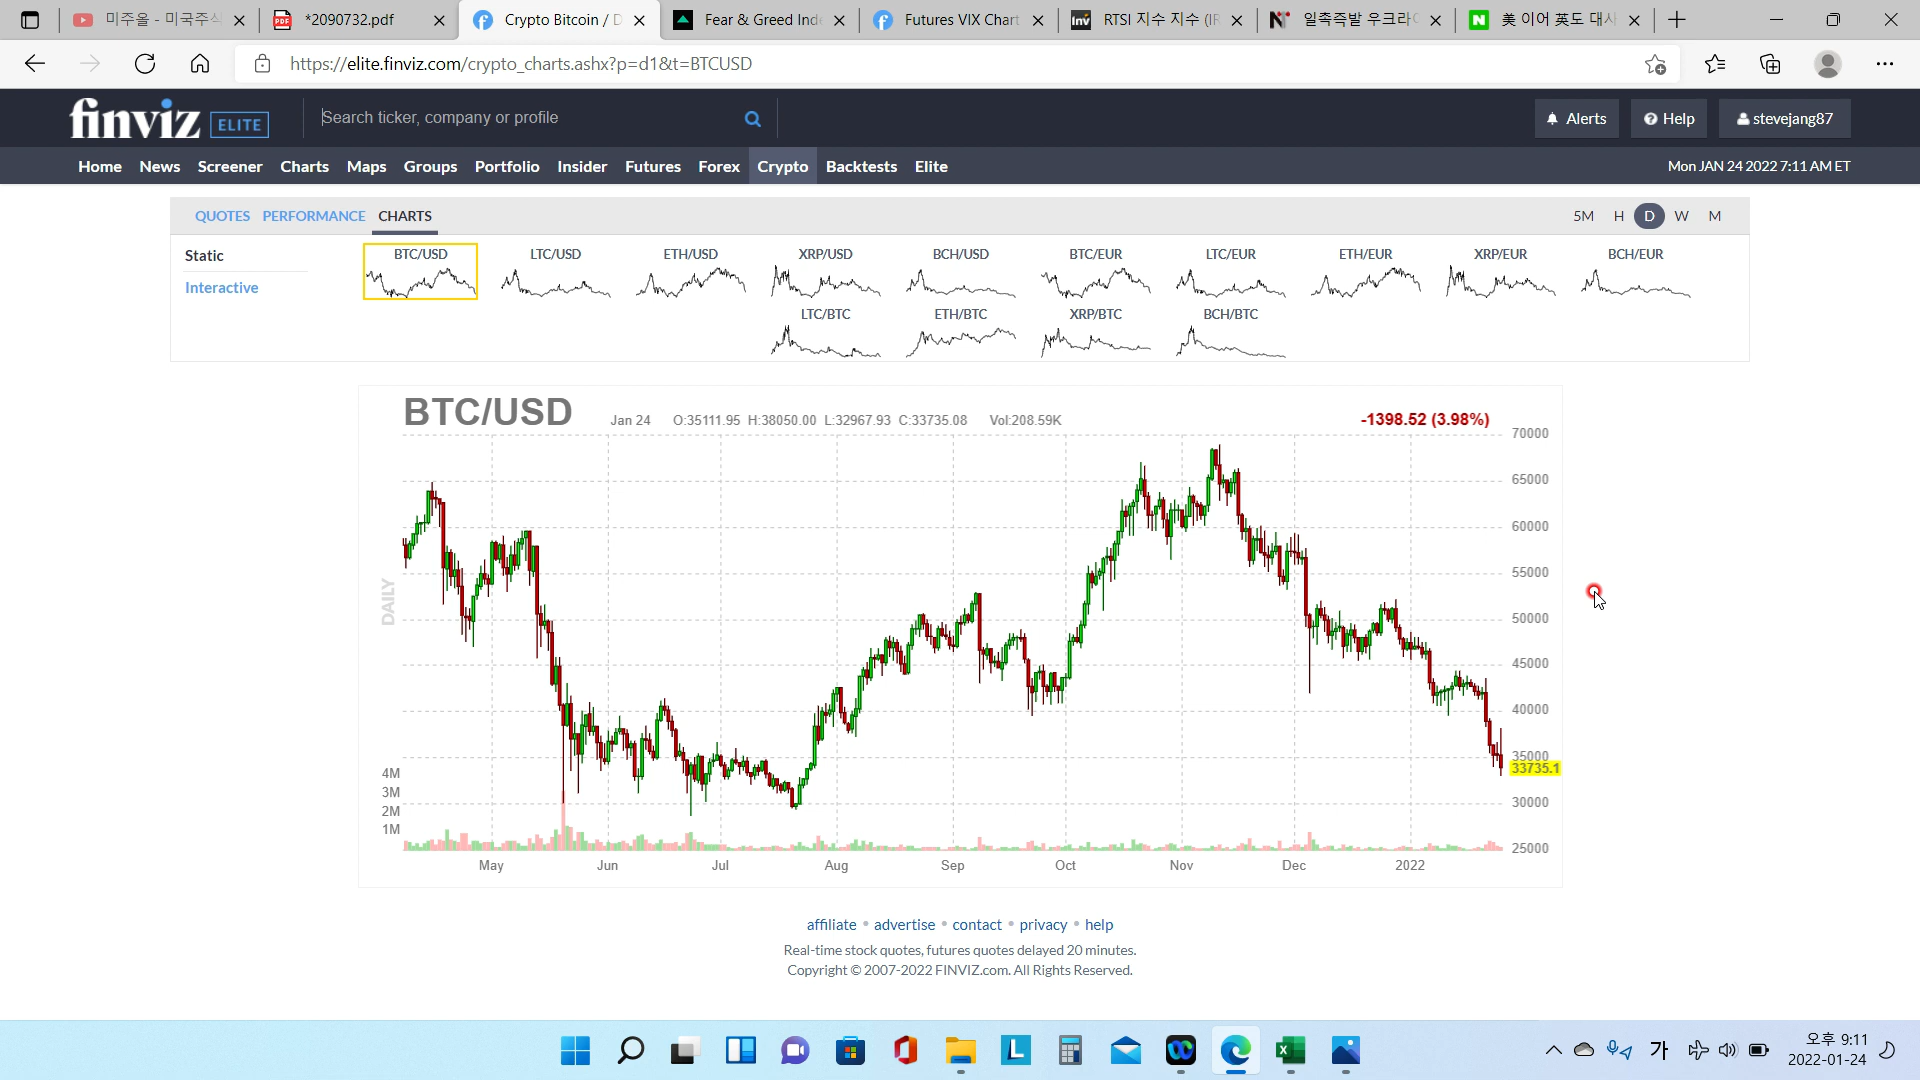 미주율 - 미국주식
*2090732.pdf
Crypto Bitcoin / D
Fear & Greed Inde
Futures VIX Chart
RTSI 지수 지수 (IR
일촉즉발 우크라
美 이어 英도 대사
https://elite.finviz.com/crypto_charts.ashx?p=d1&t=BTCUSD
finviz ELITE
Search ticker, company or profile
Alerts
Help
stevejang87
Home News Screener Charts Maps Groups Portfolio Insider Futures Forex Crypto Backtests Elite
Mon JAN 24 2022 7:11 AM ET
QUOTES PERFORMANCE CHARTS
5M H D W M
Static
Interactive
BTC/USD LTC/USD ETH/USD XRP/USD BCH/USD BTC/EUR LTC/EUR ETH/EUR XRP/EUR BCH/EUR
LTC/BTC ETH/BTC XRP/BTC BCH/BTC
BTC/USD
Jan 24 O:35111.95 H:38050.00 L:32967.93 C:33735.08 Vol:208.59K
-1398.52 (3.98%)
70000
65000
60000
55000
50000
45000
40000
35000
33735.1
30000
25000
DAILY
4M
3M
2M
1M
May Jun Jul Aug Sep Oct Nov Dec 2022
affiliate • advertise • contact • privacy • help
Real-time stock quotes, futures quotes delayed 20 minutes.
Copyright © 2007-2022 FINVIZ.com. All Rights Reserved.
가
오후 9:11
2022-01-24